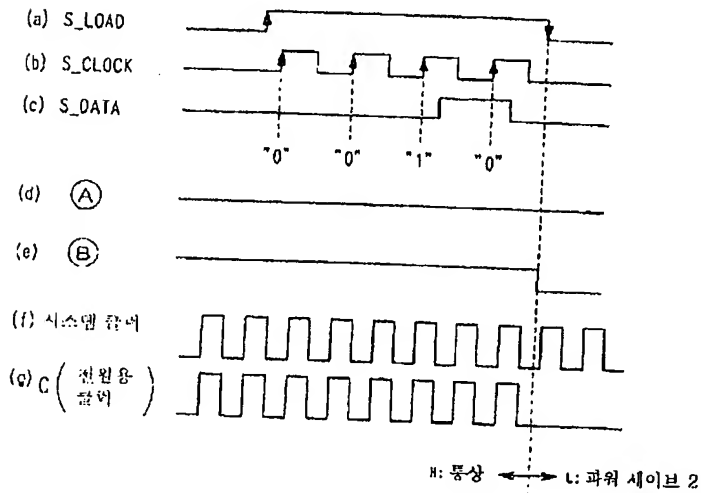 (a) S_LOAD
(b) S_CLOCK
(c) S_DATA
"0" "0" "1" "0"
(d) A
(e) B
(f) 시스템 클럭
(g) C ( 전원용 클럭 )
H: 통상 L: 파워 세이브 2